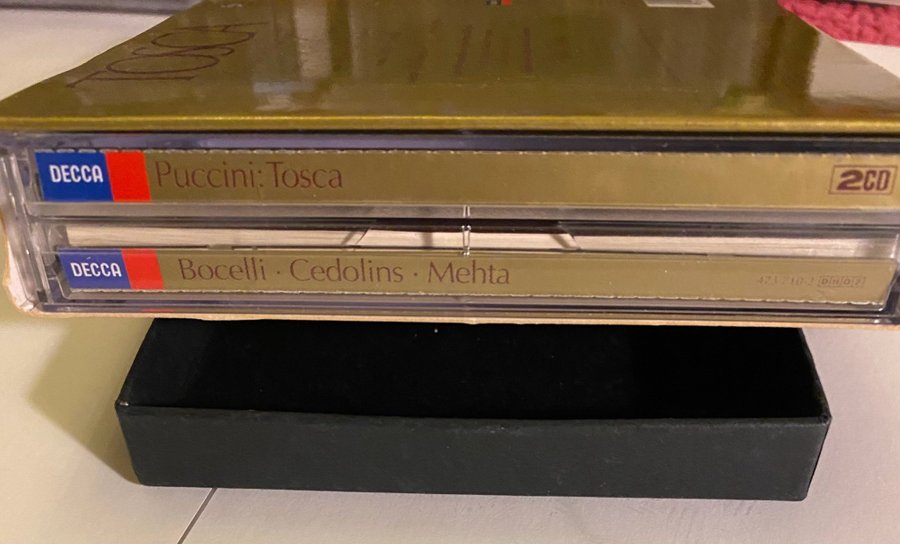 TOSCA
DECCA Puccini: Tosca 2CD
DECCA Bocelli · Cedolins · Mehta